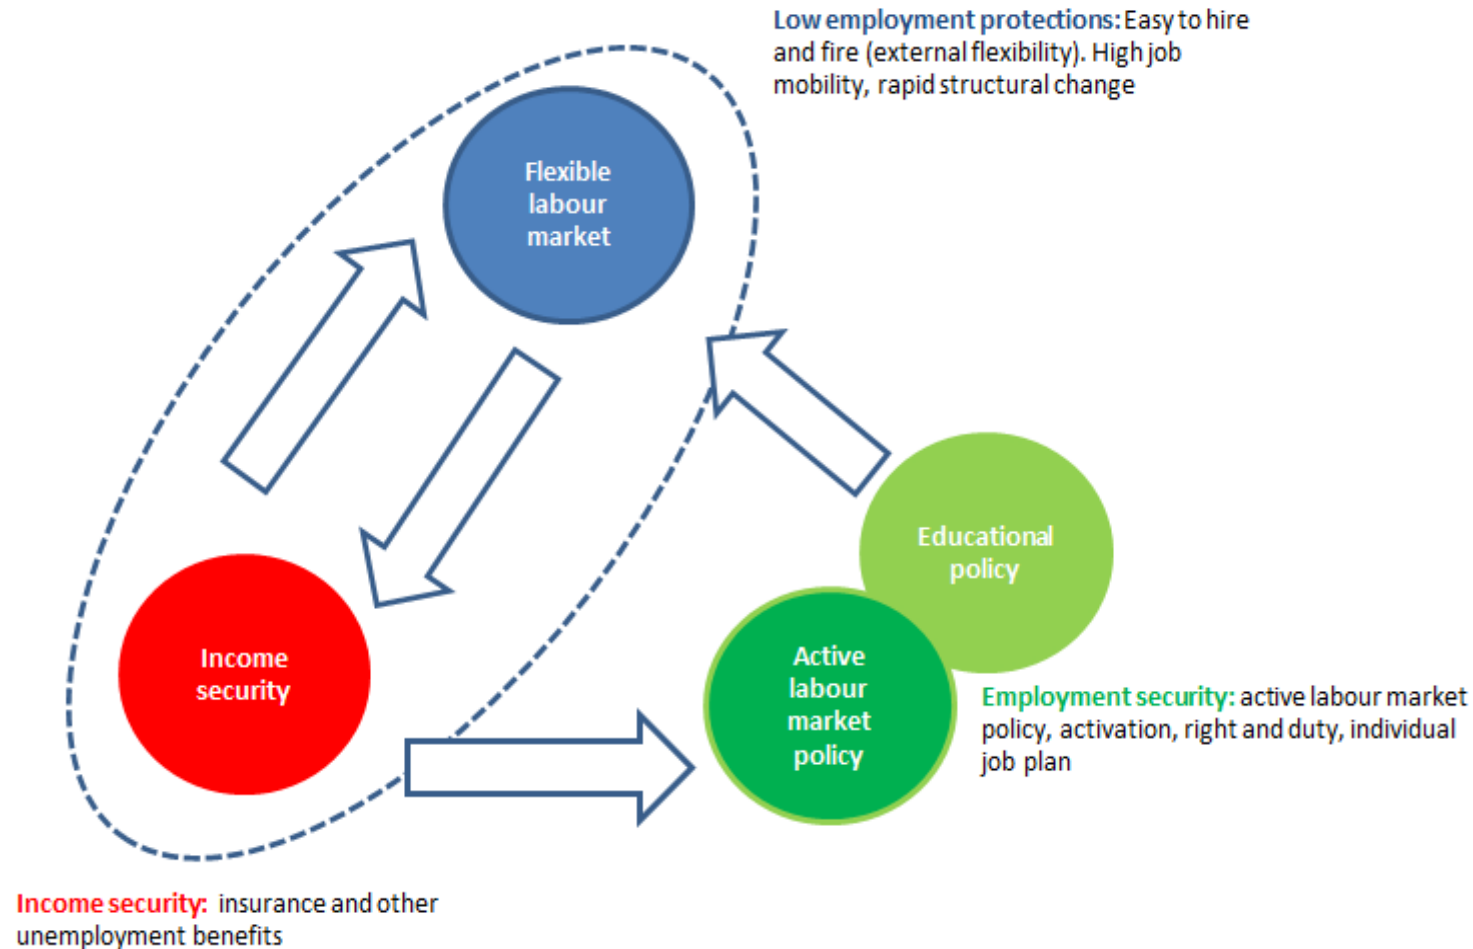 Low employment protections: Easy to hire
and fire (external flexibility). High job
mobility, rapid structural change
Flexible
labour
market
Educational
policy
Income
security
Active
labour
market
policy
Employment security: active labour market
policy, activation, right and duty, individual
job plan
Income security: insurance and other
unemployment benefits